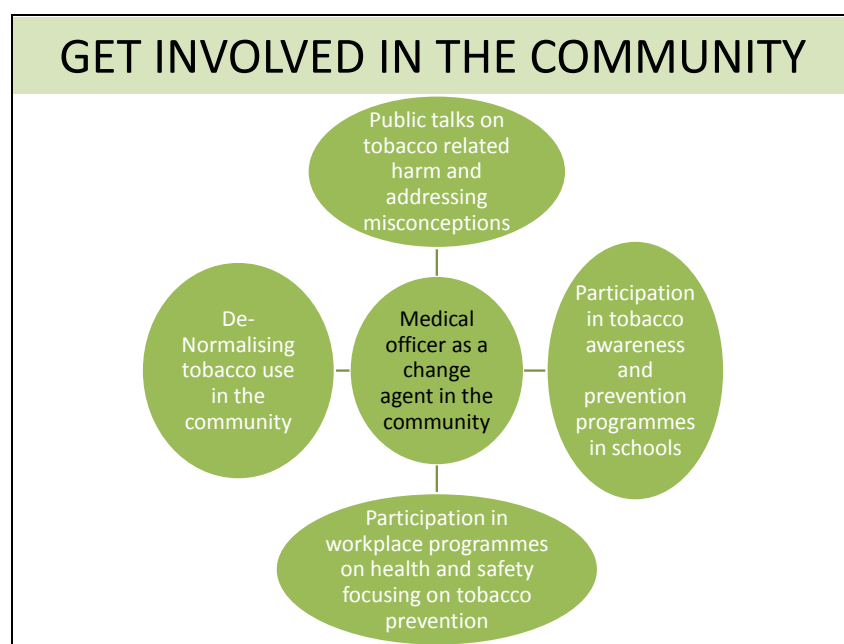 GET INVOLVED IN THE COMMUNITY
Public talks on
tobacco related
harm and
addressing
misconceptions
De-
Normalising
tobacco use
in the
community
Medical
officer as a
change
agent in the
community
Participation
in tobacco
awareness
and
prevention
programmes
in schools
Participation in
workplace programmes
on health and safety
focusing on tobacco
prevention